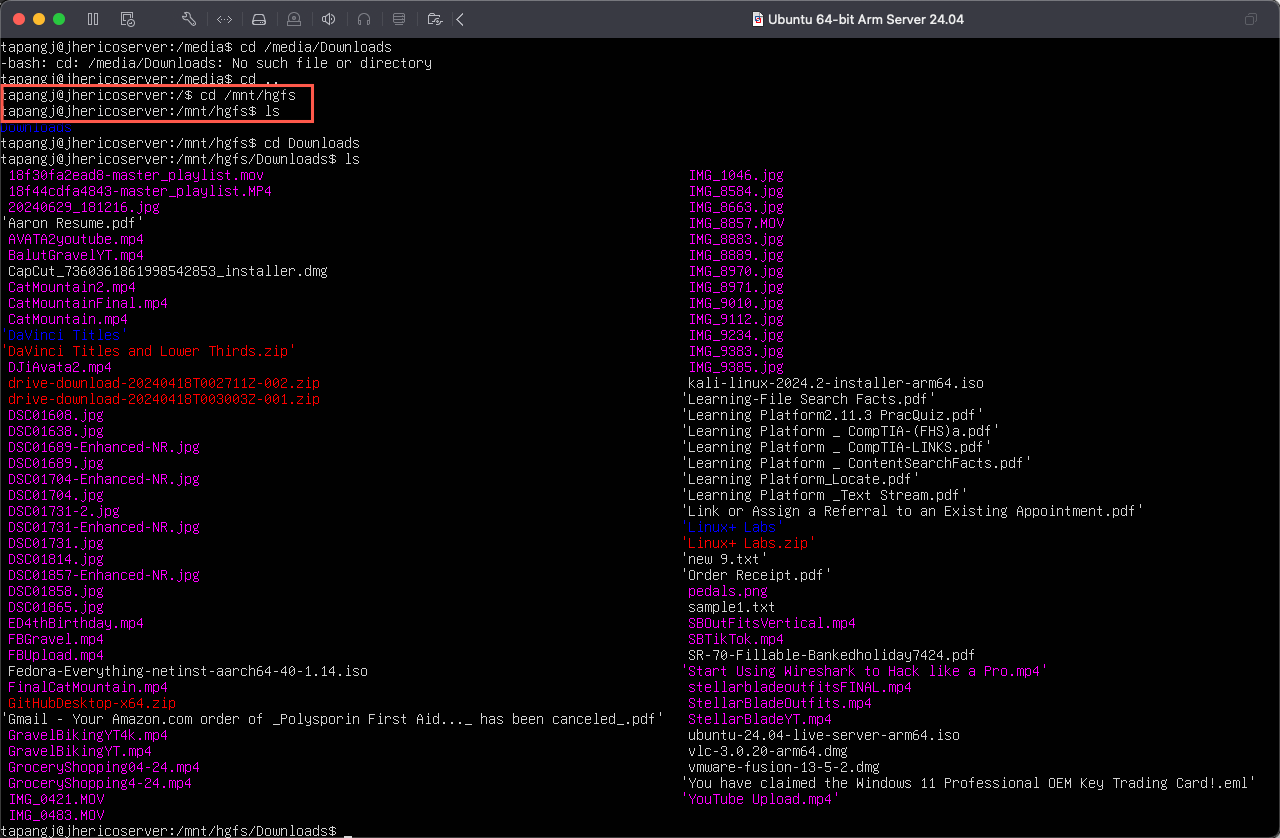 Ubuntu 64-bit Arm Server 24.04
tapangj@jhericoserver:/media$ cd /media/Downloads
-bash: cd: /media/Downloads: No such file or directory
tapangj@jhericoserver:/media$ cd ..
tapangj@jhericoserver:/$ cd /mnt/hgfs
tapangj@jhericoserver:/mnt/hgfs$ ls
Downloads
tapangj@jhericoserver:/mnt/hgfs$ cd Downloads
tapangj@jhericoserver:/mnt/hgfs/Downloads$ ls
18f30fa2ead8-master_playlist.mov
18f44cdfa4843-master_playlist.MP4
20240629_181216.jpg
'Aaron Resume.pdf'
AVATA2youtube.mp4
BalutGravelYT.mp4
CapCut_7360361861998542853_installer.dmg
CatMountain2.mp4
CatMountainFinal.mp4
CatMountain.mp4
'DaVinci Titles'
'DaVinci Titles and Lower Thirds.zip'
DJiAvata2.mp4
drive-download-20240418T002711Z-002.zip
drive-download-20240418T003003Z-001.zip
DSC01608.jpg
DSC01638.jpg
DSC01689-Enhanced-NR.jpg
DSC01689.jpg
DSC01704-Enhanced-NR.jpg
DSC01704.jpg
DSC01731-2.jpg
DSC01731-Enhanced-NR.jpg
DSC01731.jpg
DSC01814.jpg
DSC01857-Enhanced-NR.jpg
DSC01858.jpg
DSC01865.jpg
ED4thBirthday.mp4
FBGravel.mp4
FBUpload.mp4
Fedora-Everything-netinst-aarch64-40-1.14.iso
FinalCatMountain.mp4
GitHubDesktop-x64.zip
'Gmail - Your Amazon.com order of _Polysporin First Aid..._ has been canceled_.pdf'
GravelBikingYT4k.mp4
GravelBikingYT.mp4
GroceryShopping04-24.mp4
GroceryShopping4-24.mp4
IMG_0421.MOV
IMG_0483.MOV
IMG_1046.jpg
IMG_8584.jpg
IMG_8663.jpg
IMG_8857.MOV
IMG_8883.jpg
IMG_8889.jpg
IMG_8970.jpg
IMG_8971.jpg
IMG_9010.jpg
IMG_9112.jpg
IMG_9234.jpg
IMG_9383.jpg
IMG_9385.jpg
kali-linux-2024.2-installer-arm64.iso
'Learning-File Search Facts.pdf'
'Learning Platform2.11.3 PracQuiz.pdf'
'Learning Platform _ CompTIA-(FHS)a.pdf'
'Learning Platform _ CompTIA-LINKS.pdf'
'Learning Platform _ ContentSearchFacts.pdf'
'Learning Platform_Locate.pdf'
'Learning Platform _Text Stream.pdf'
'Link or Assign a Referral to an Existing Appointment.pdf'
'Linux+ Labs'
'Linux+ Labs.zip'
'new 9.txt'
'Order Receipt.pdf'
pedals.png
sample1.txt
SBOutFitsVertical.mp4
SBTikTok.mp4
SR-70-Fillable-Bankedholiday7424.pdf
'Start Using Wireshark to Hack like a Pro.mp4'
stellarbladeoutfitsFINAL.mp4
StellarBladeOutfits.mp4
StellarBladeYT.mp4
ubuntu-24.04-live-server-arm64.iso
vlc-3.0.20-arm64.dmg
vmware-fusion-13-5-2.dmg
'You have claimed the Windows 11 Professional OEM Key Trading Card!.eml'
'YouTube Upload.mp4'
tapangj@jhericoserver:/mnt/hgfs/Downloads$ _